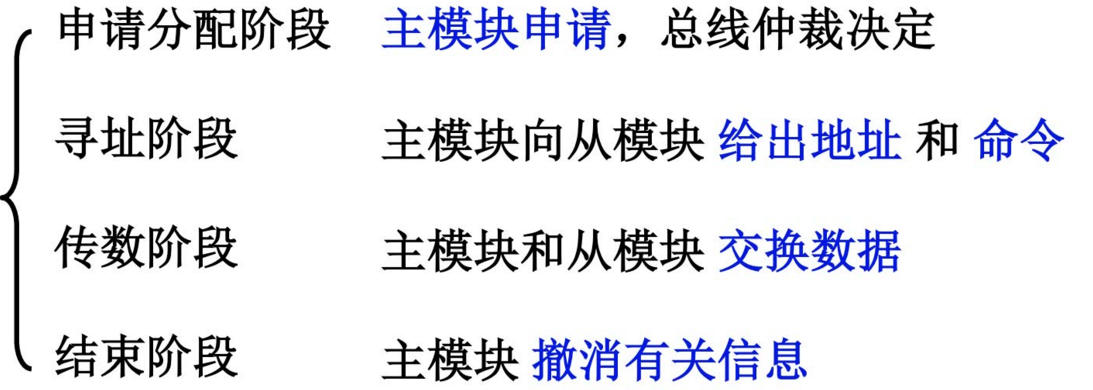 申请分配阶段 主模块申请，总线仲裁决定
寻址阶段 主模块向从模块 给出地址 和 命令
传数阶段 主模块和从模块 交换数据
结束阶段 主模块 撤消有关信息